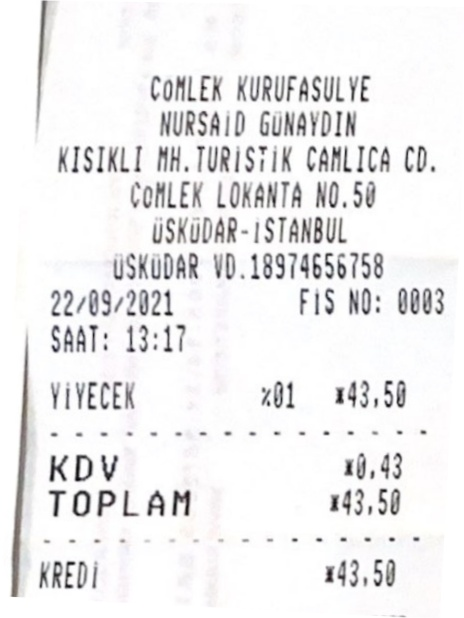 ÇOMLEK KURUFASULYE
NURSAİD GÜNAYDIN
KISIKLI MH.TURİSTİK CAMLICA CD.
ÇOMLEK LOKANTA NO.50
ÜSKÜDAR-İSTANBUL
ÜSKÜDAR VD.18974656758
22/09/2021 FİS NO: 0003
SAAT: 13:17
YİYECEK %01 *43,50
KDV *0,43
TOPLAM *43,50
KREDİ *43,50